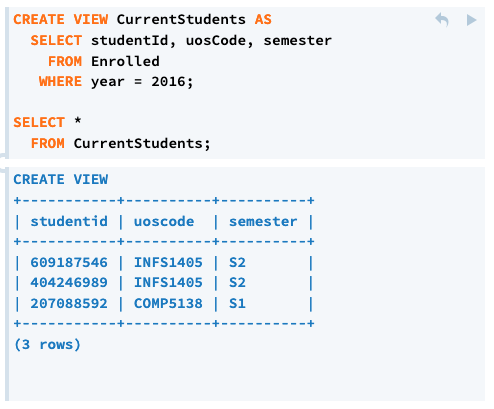 CREATE VIEW CurrentStudents AS
  SELECT studentId, uosCode, semester
    FROM Enrolled
   WHERE year = 2016;

SELECT *
  FROM CurrentStudents;
CREATE VIEW
+-----------+----------+----------+
| studentid | uoscode  | semester |
+-----------+----------+----------+
| 609187546 | INFS1405 | S2       |
| 404246989 | INFS1405 | S2       |
| 207088592 | COMP5138 | S1       |
+-----------+----------+----------+
(3 rows)